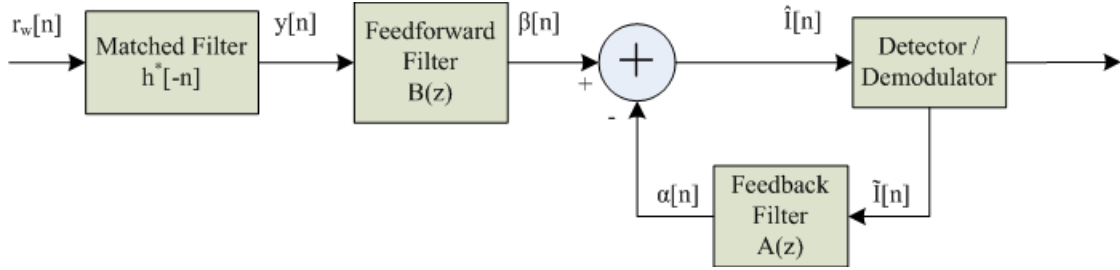 r_w[n]
Matched Filter
h*[-n]
y[n]
Feedforward
Filter
B(z)
β[n]
+
+
-
Î[n]
Detector /
Demodulator
α[n]
Feedback
Filter
A(z)
Ĩ[n]